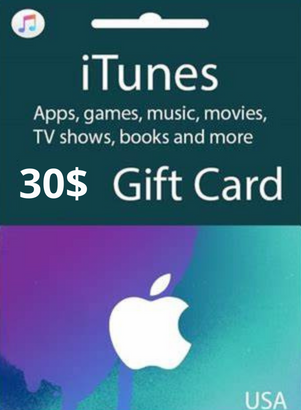 iTunes
Apps, games, music, movies,
TV shows, books and more
30$ Gift Card
USA